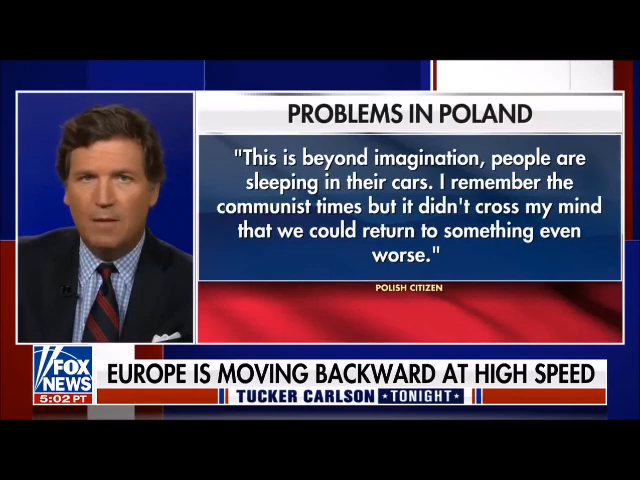 PROBLEMS IN POLAND
"This is beyond imagination, people are
sleeping in their cars. I remember the
communist times but it didn't cross my mind
that we could return to something even
worse."
POLISH CITIZEN
FOX
NEWS
5:02 PT
EUROPE IS MOVING BACKWARD AT HIGH SPEED
TUCKER CARLSON TONIGHT